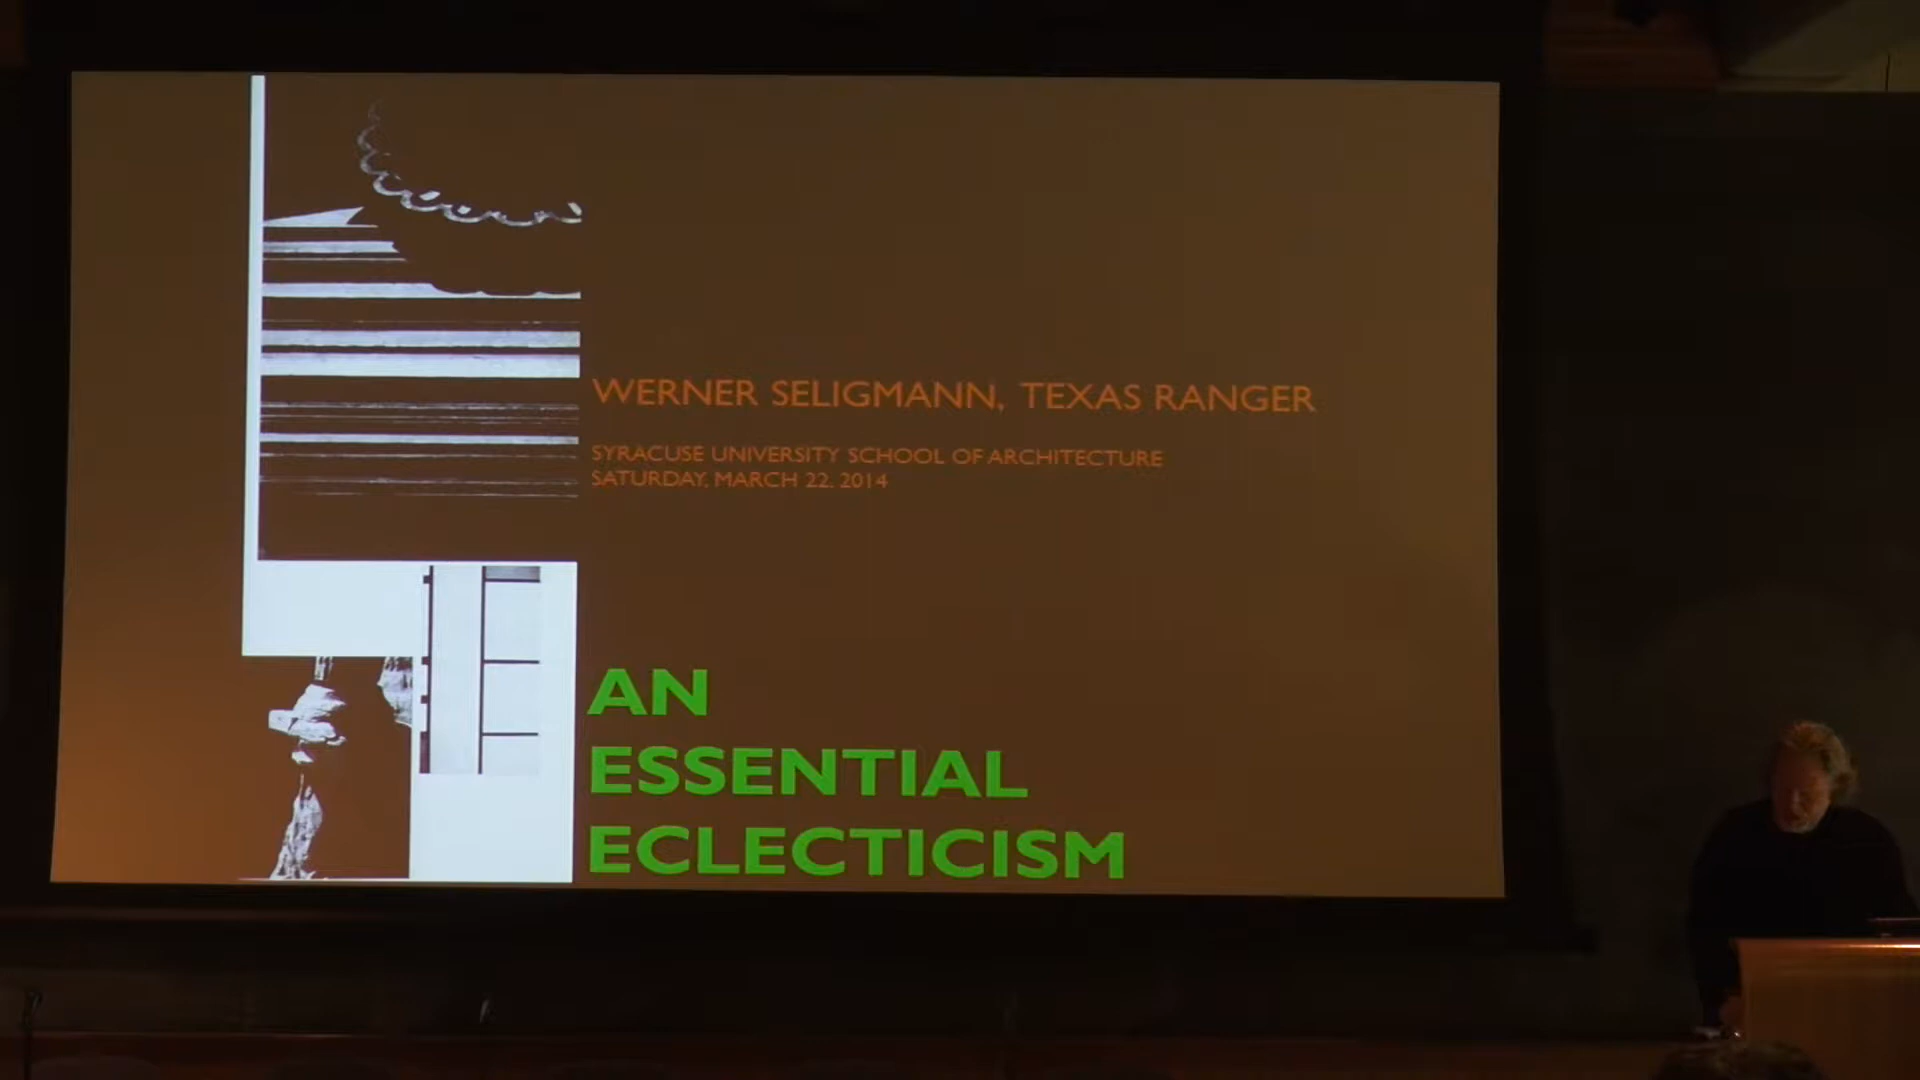 WERNER SELIGMANN, TEXAS RANGER
SYRACUSE UNIVERSITY SCHOOL OF ARCHITECTURE
SATURDAY, MARCH 22, 2014
AN
ESSENTIAL
ECLECTICISM